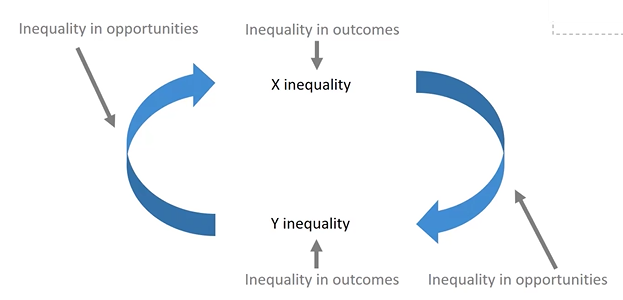 Inequality in opportunities
Inequality in outcomes
X inequality
Y inequality
Inequality in outcomes
Inequality in opportunities